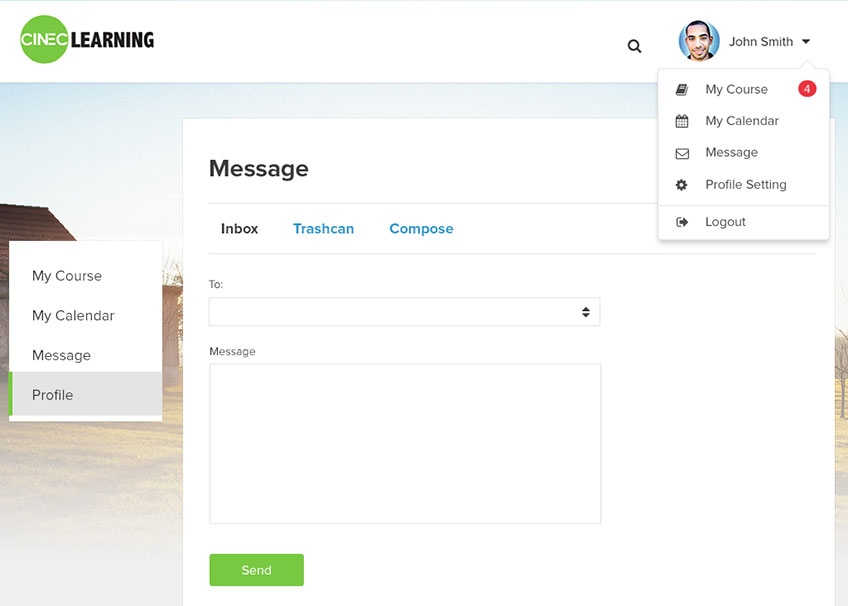 CINEC LEARNING
John Smith
My Course 4
My Calendar
Message
Profile Setting
Logout
Message
Inbox Trashcan Compose
My Course
My Calendar
Message
Profile
To:
Message
Send